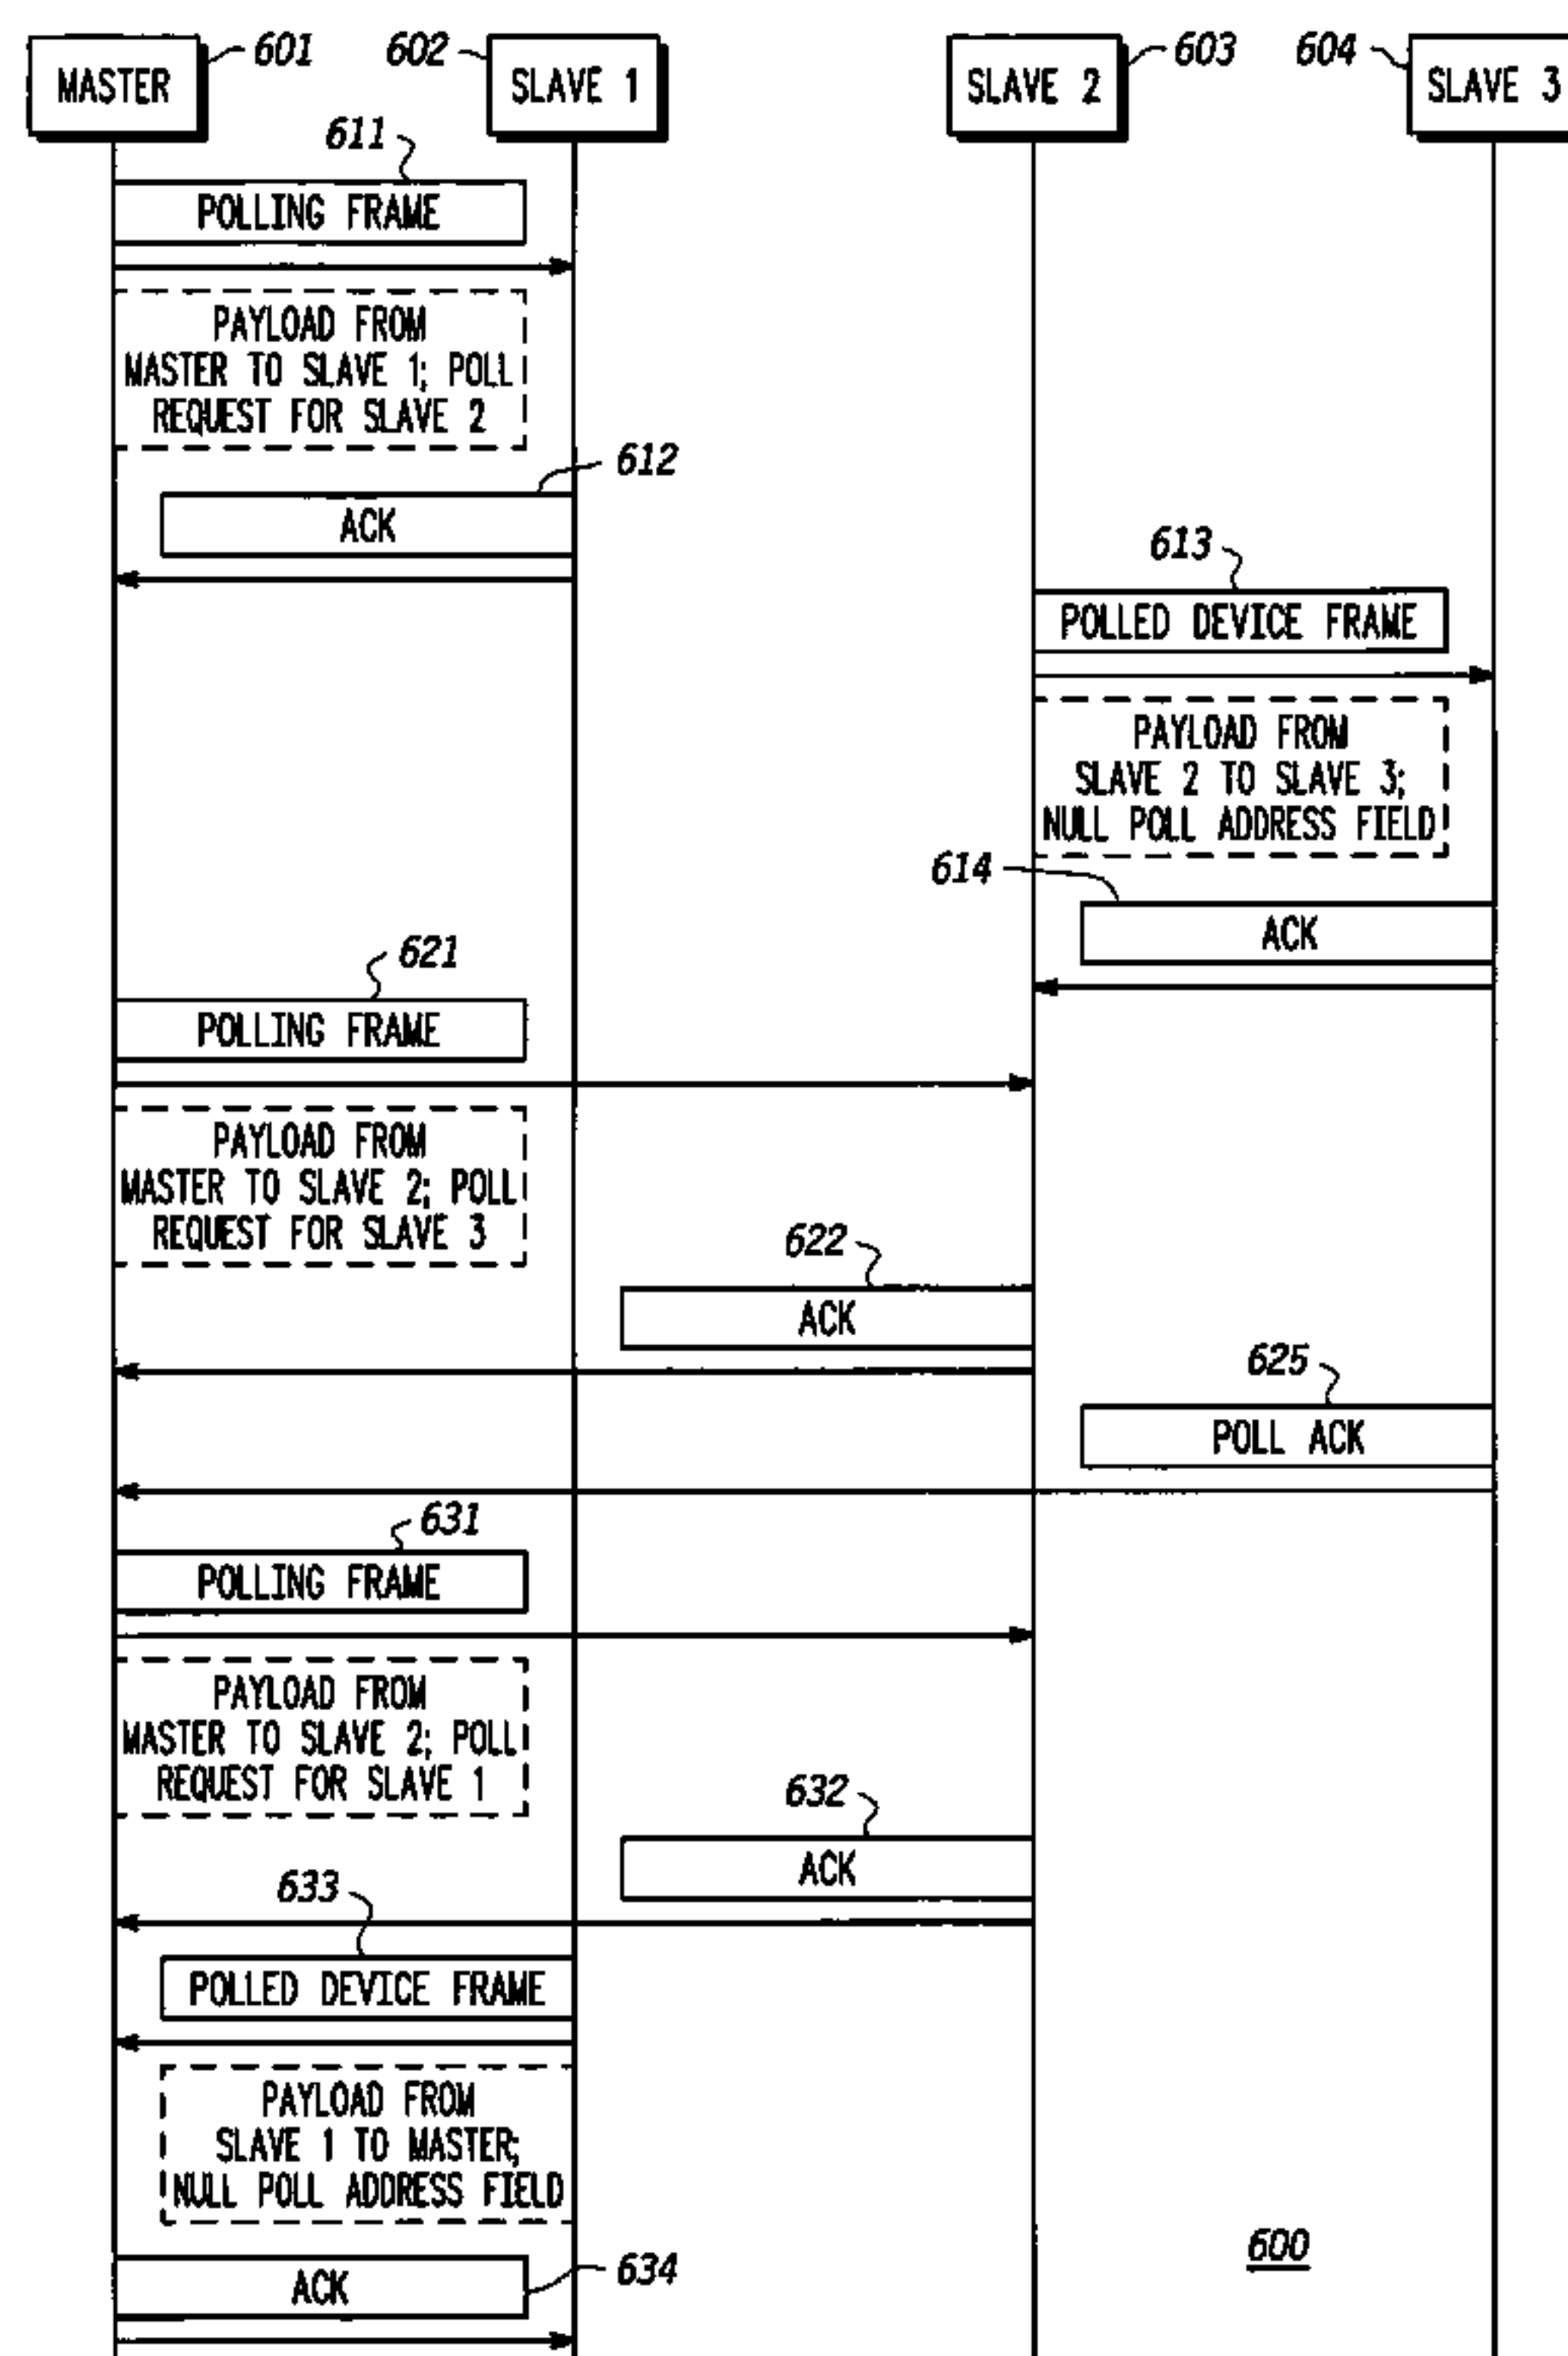 601 602 603 604
MASTER SLAVE 1 SLAVE 2 SLAVE 3
611
POLLING FRAME
PAYLOAD FROM
MASTER TO SLAVE 1; POLL
REQUEST FOR SLAVE 2
612
ACK
613
POLLED DEVICE FRAME
PAYLOAD FROM
SLAVE 2 TO SLAVE 3;
NULL POLL ADDRESS FIELD
614
ACK
621
POLLING FRAME
PAYLOAD FROM
MASTER TO SLAVE 2; POLL
REQUEST FOR SLAVE 3
622
ACK
625
POLL ACK
631
POLLING FRAME
PAYLOAD FROM
MASTER TO SLAVE 2; POLL
REQUEST FOR SLAVE 1
632
ACK
633
POLLED DEVICE FRAME
PAYLOAD FROM
SLAVE 1 TO MASTER;
NULL POLL ADDRESS FIELD
600
634
ACK